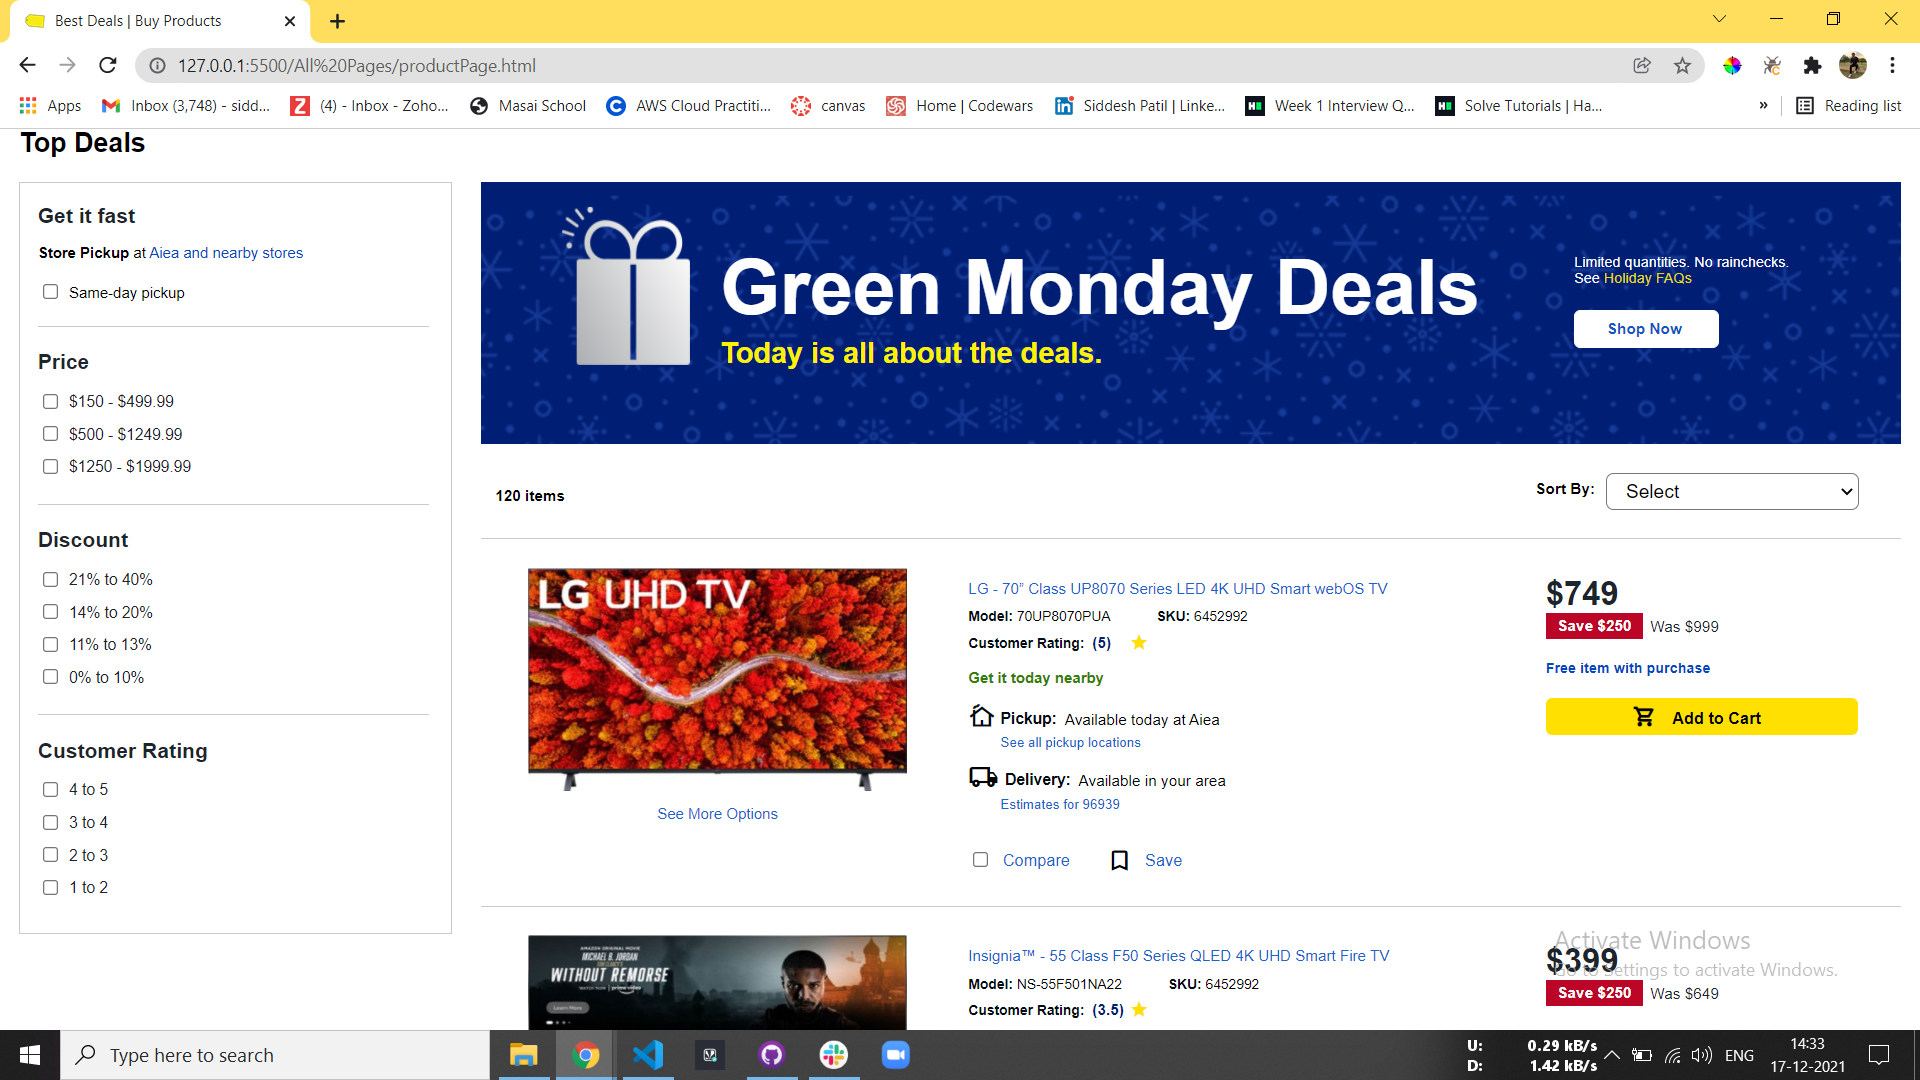 Best Deals | Buy Products
127.0.0.1:5500/All%20Pages/productPage.html
Apps
Inbox (3,748) - sidd...
(4) - Inbox - Zoho...
Masai School
AWS Cloud Practiti...
canvas
Home | Codewars
Siddesh Patil | Linke...
Week 1 Interview Q...
Solve Tutorials | Ha...
»
Reading list
Top Deals
Get it fast
Store Pickup at Aiea and nearby stores
Same-day pickup
Price
$150 - $499.99
$500 - $1249.99
$1250 - $1999.99
Discount
21% to 40%
14% to 20%
11% to 13%
0% to 10%
Customer Rating
4 to 5
3 to 4
2 to 3
1 to 2
Green Monday Deals
Today is all about the deals.
Limited quantities. No rainchecks.
See Holiday FAQs
Shop Now
120 items
Sort By: Select
LG UHD TV
See More Options
LG - 70” Class UP8070 Series LED 4K UHD Smart webOS TV
Model: 70UP8070PUA SKU: 6452992
Customer Rating: (5)
Get it today nearby
Pickup: Available today at Aiea
See all pickup locations
Delivery: Available in your area
Estimates for 96939
Compare Save
$749
Save $250 Was $999
Free item with purchase
Add to Cart
AMAZON ORIGINAL MOVIE
MICHAEL B. JORDAN
WITHOUT REMORSE
WATCH NOW | prime video
Learn More
Insignia™ - 55 Class F50 Series QLED 4K UHD Smart Fire TV
Model: NS-55F501NA22 SKU: 6452992
Customer Rating: (3.5)
$399
Save $250 Was $649
Activate Windows
Go to Settings to activate Windows.
Type here to search
U: 0.29 kB/s
D: 1.42 kB/s
ENG
14:33
17-12-2021